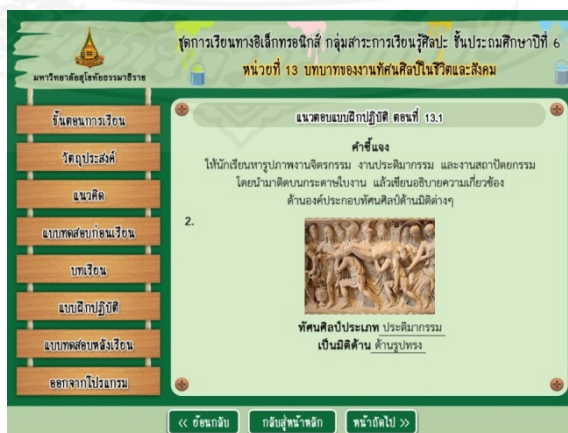 มหาวิทยาลัยสุโขทัยธรรมาธิราช
ชุดการเรียนทางอิเล็กทรอนิกส์ กลุ่มสาระการเรียนรู้ศิลปะ ชั้นประถมศึกษาปีที่ 6
หน่วยที่ 13 บทบาทของงานทัศนศิลป์ในชีวิตและสังคม
ขั้นตอนการเรียน
วัตถุประสงค์
แนวคิด
แบบทดสอบก่อนเรียน
บทเรียน
แบบฝึกปฏิบัติ
แบบทดสอบหลังเรียน
ออกจากโปรแกรม
แนวตอบแบบฝึกปฏิบัติ ตอนที่ 13.1
คำชี้แจง
ให้นักเรียนหารูปภาพงานจิตรกรรม งานประติมากรรม และงานสถาปัตยกรรม
โดยนำมาติดบนกระดาษใบงาน แล้วเขียนอธิบายความเกี่ยวข้อง
ด้านองค์ประกอบทัศนศิลป์ด้านมิติต่างๆ
2.
ทัศนศิลป์ประเภท ประติมากรรม
เป็นมิติด้าน ด้านรูปทรง
<< ย้อนกลับ
กลับสู่หน้าหลัก
หน้าถัดไป >>